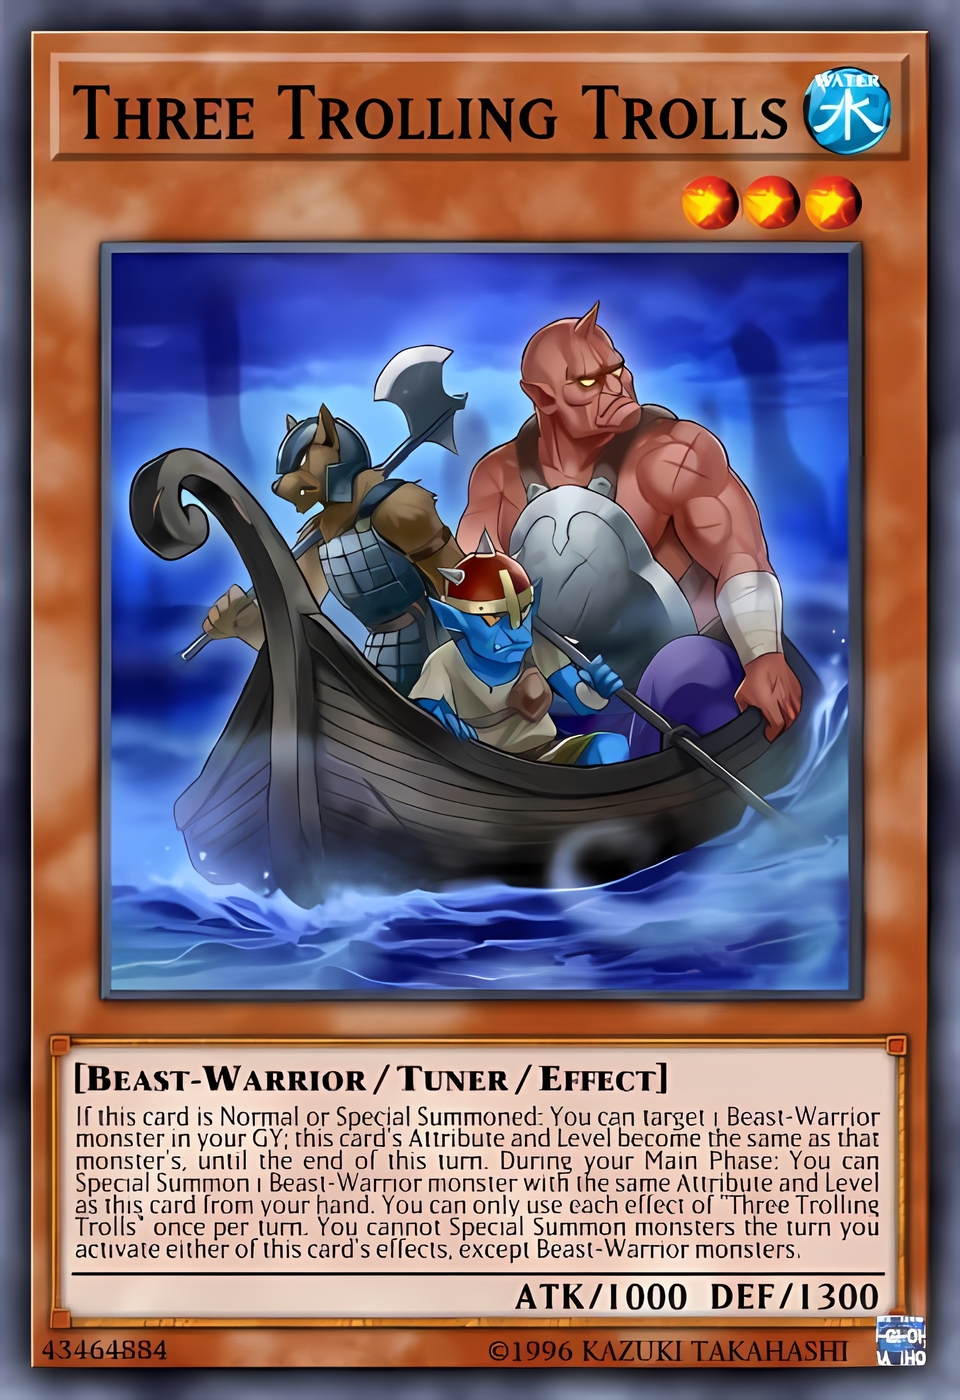 THREE TROLLING TROLLS
WATER
水
[BEAST-WARRIOR / TUNER / EFFECT]
If this card is Normal or Special Summoned: You can target 1 Beast-Warrior
monster in your GY; this card's Attribute and Level become the same as that
monster's, until the end of this turn. During your Main Phase: You can
Special Summon 1 Beast-Warrior monster with the same Attribute and Level
as this card from your hand. You can only use each effect of "Three Trolling
Trolls" once per turn. You cannot Special Summon monsters the turn you
activate either of this card's effects, except Beast-Warrior monsters.
ATK/1000 DEF/1300
43464884
©1996 KAZUKI TAKAHASHI